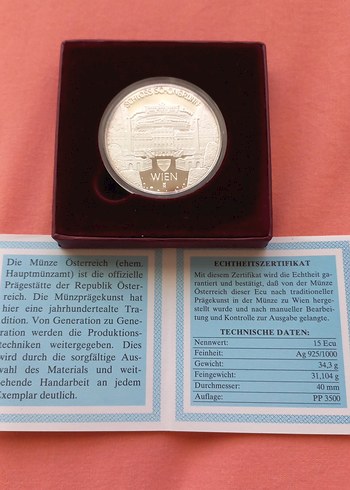 SCHLOSS SCHÖNBRUNN
WIEN
Die Münze Österreich (ehem.
Hauptmünzamt) ist die offizielle
Prägestätte der Republik Öster-
reich. Die Münzprägekunst hat
hier eine jahrhundertealte Tra-
dition. Von Generation zu Gene-
ration werden die Produktions-
techniken weitergegeben. Dies
wird durch die sorgfältige Aus-
wahl des Materials und weit-
ehende Handarbeit an jedem
Exemplar deutlich.
ECHTHEITSZERTIFIKAT
Mit diesem Zertifikat wird die Echtheit ga-
rantiert und bestätigt, daß von der Münze
Österreich dieser Ecu nach traditioneller
Prägekunst in der Münze zu Wien herge-
stellt wurde und nach manueller Bearbei-
tung und Kontrolle zur Ausgabe gelangte.
TECHNISCHE DATEN:
Nennwert: 15 Ecu
Feinheit: Ag 925/1000
Gewicht: 34,3 g
Feingewicht: 31,104 g
Durchmesser: 40 mm
Auflage: PP 3500